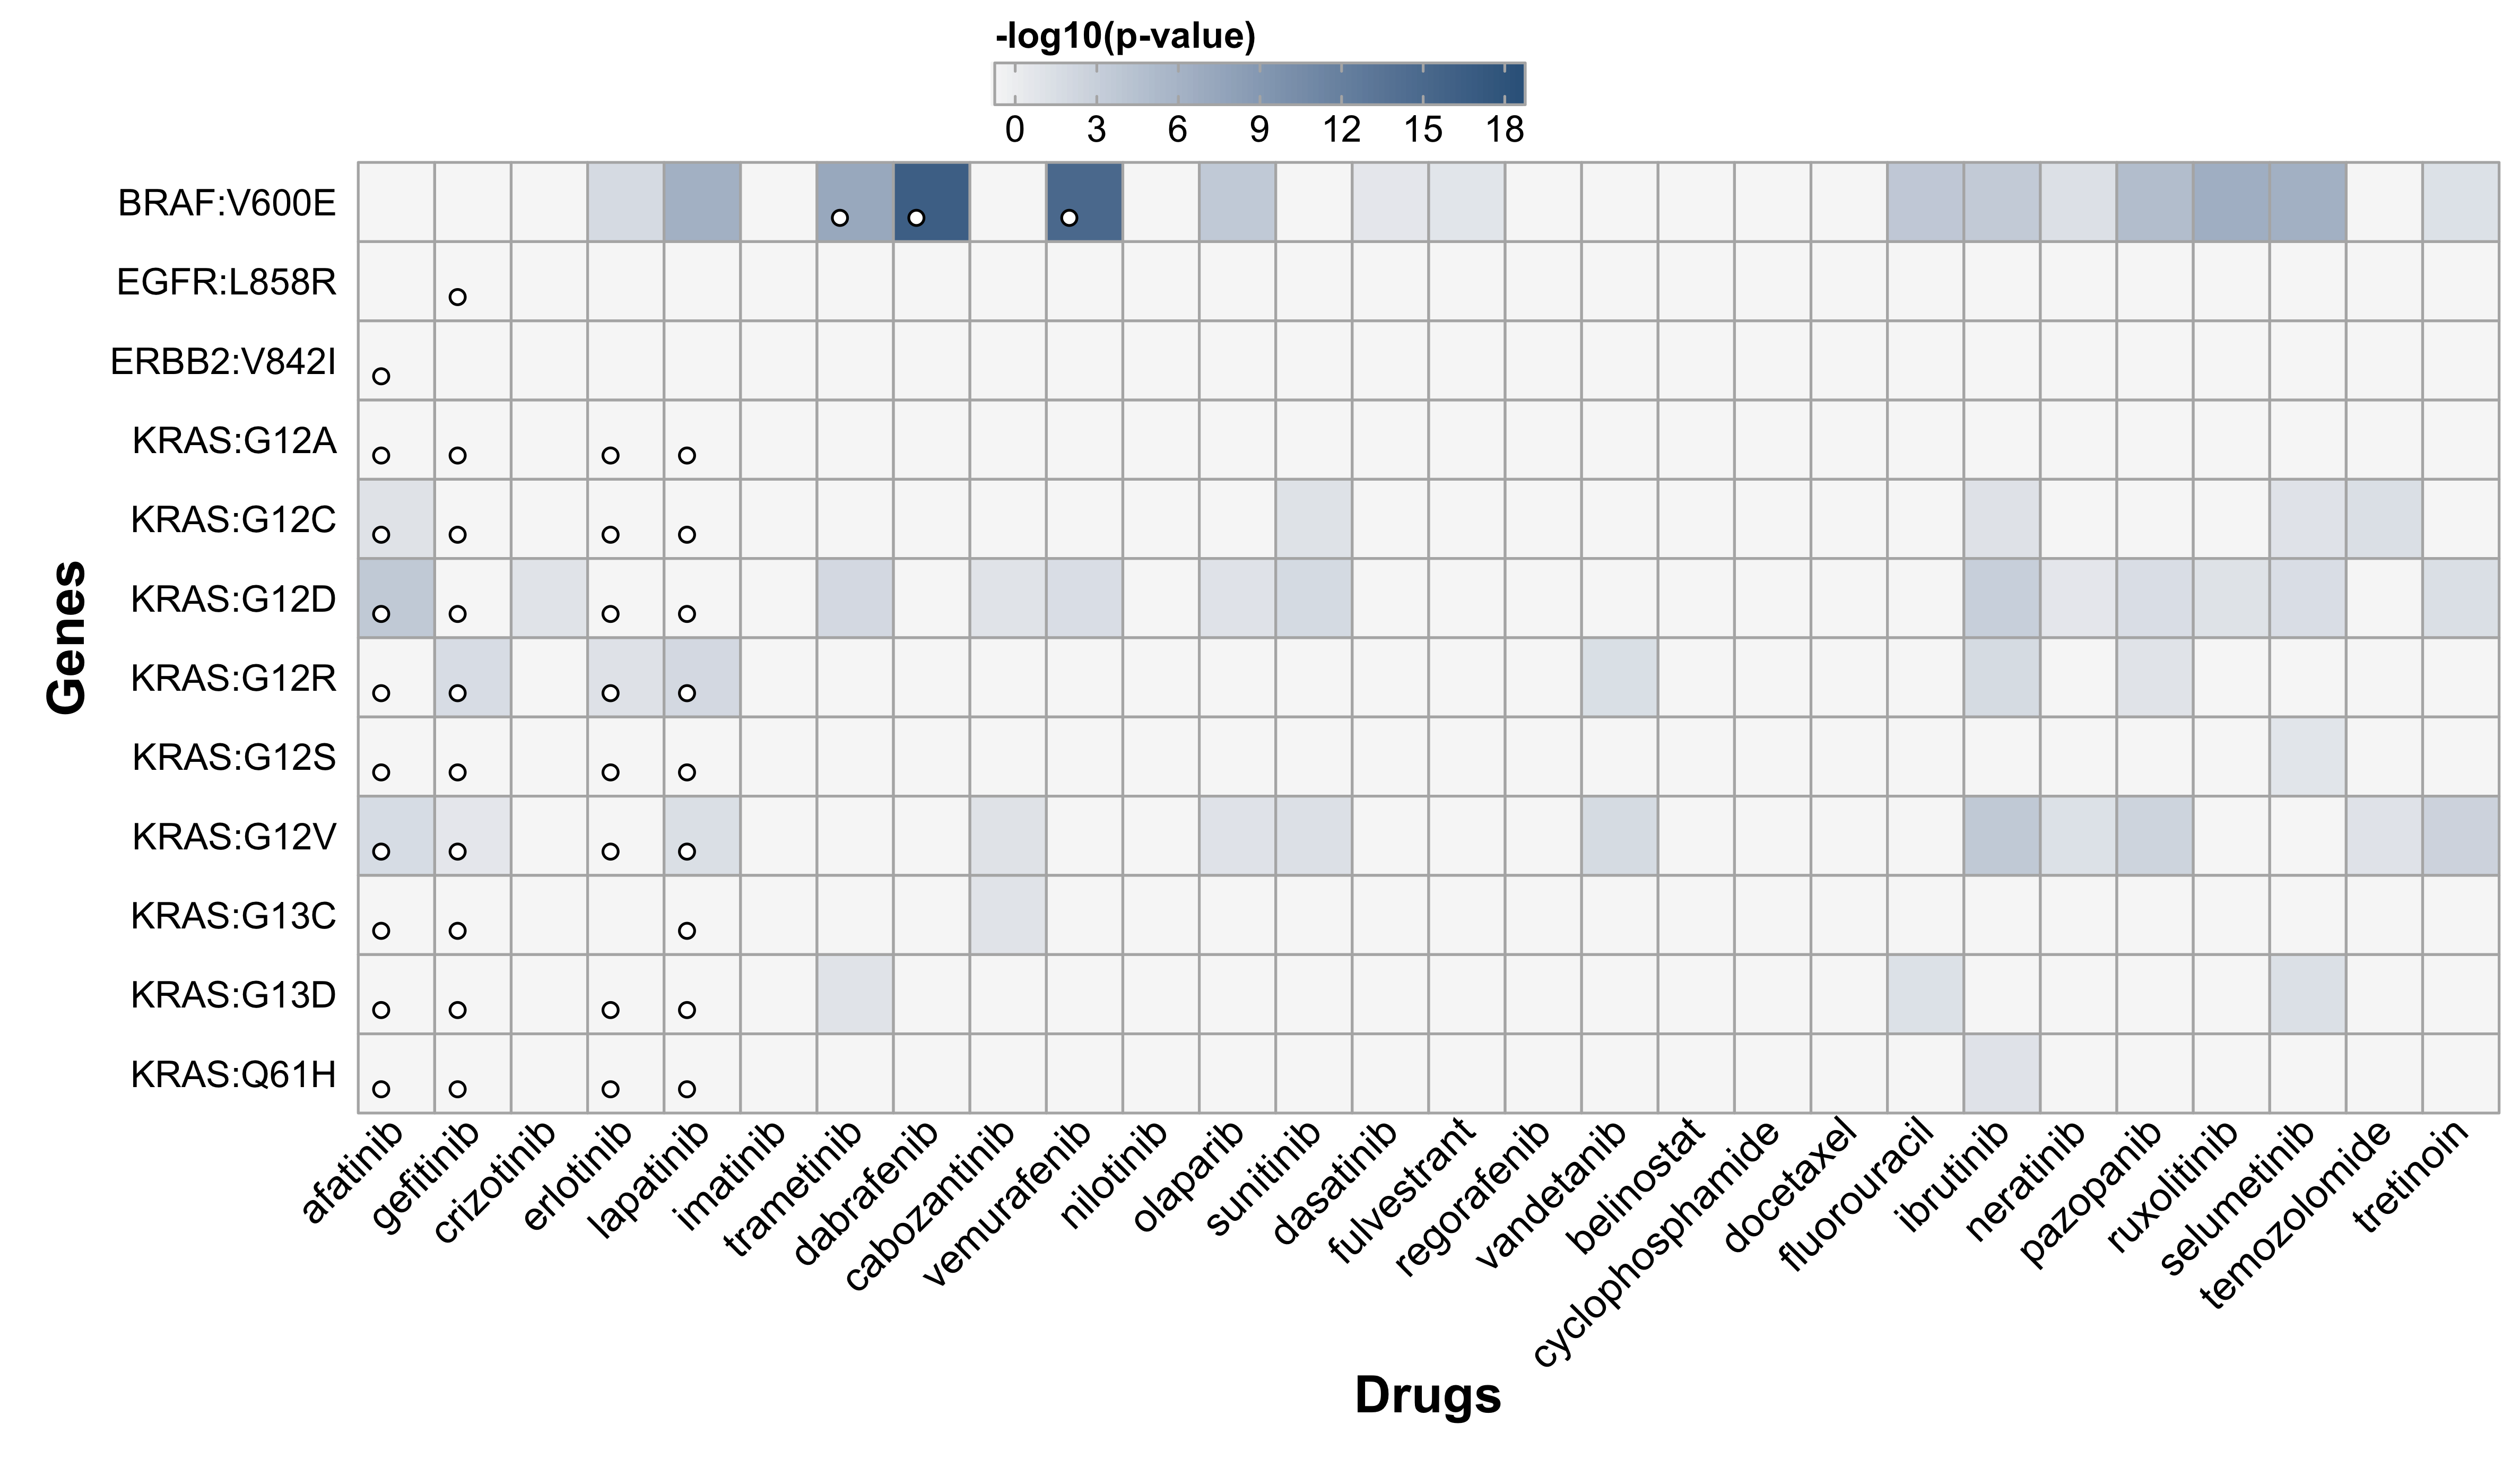 -log10(p-value)
0 3 6 9 12 15 18
BRAF:V600E
EGFR:L858R
ERBB2:V842I
KRAS:G12A
KRAS:G12C
KRAS:G12D
KRAS:G12R
KRAS:G12S
KRAS:G12V
KRAS:G13C
KRAS:G13D
KRAS:Q61H
Genes
afatinib
gefitinib
crizotinib
erlotinib
lapatinib
imatinib
trametinib
dabrafenib
cabozantinib
vemurafenib
nilotinib
olaparib
sunitinib
dasatinib
fulvestrant
regorafenib
vandetanib
belinostat
cyclophosphamide
docetaxel
fluorouracil
ibrutinib
neratinib
pazopanib
ruxolitinib
selumetinib
temozolomide
tretinoin
Drugs